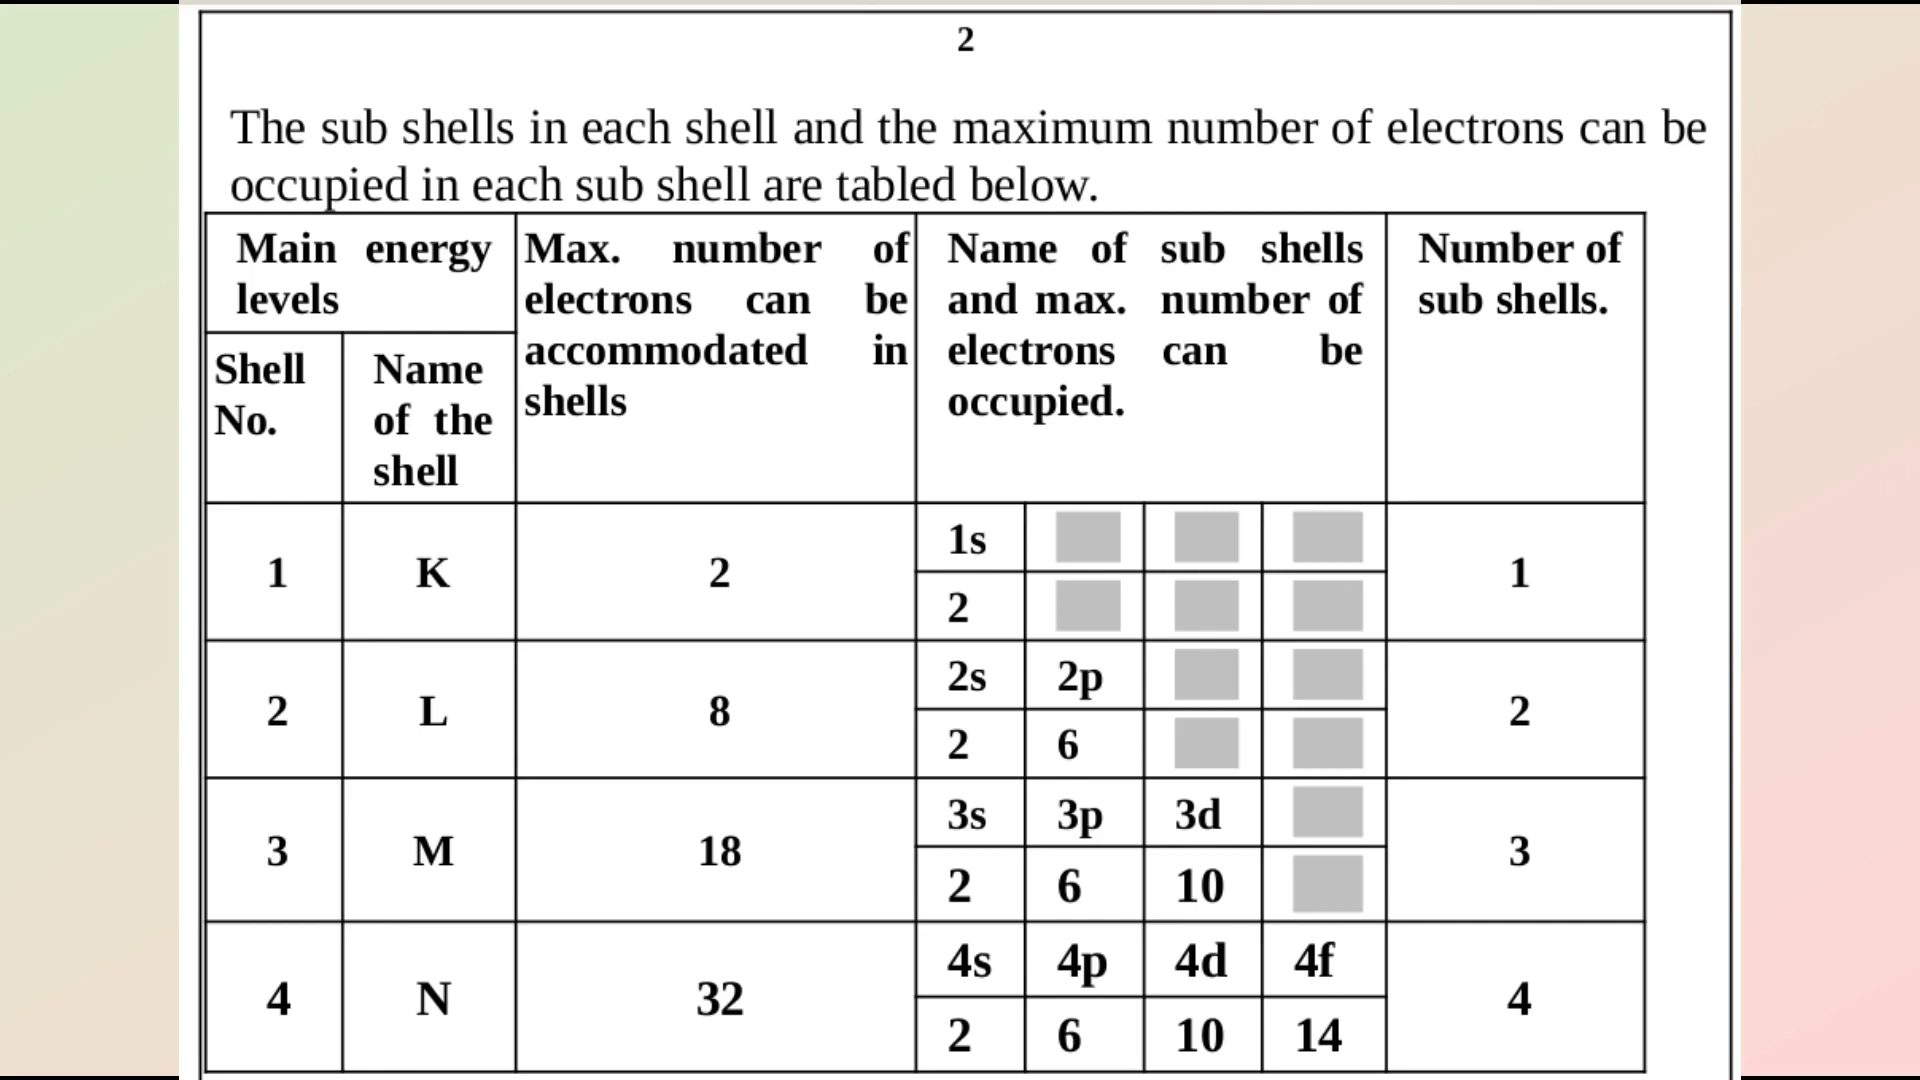 2
The sub shells in each shell and the maximum number of electrons can be
occupied in each sub shell are tabled below.
Main energy
levels
Max. number of
electrons can be
accommodated in
shells
Name of sub shells
and max. number of
electrons can be
occupied.
Number of
sub shells.
Shell
No.
Name
of the
shell
1 K 2 1s 1
2
2 L 8 2s 2p 2
2 6
3 M 18 3s 3p 3d 3
2 6 10
4 N 32 4s 4p 4d 4f 4
2 6 10 14